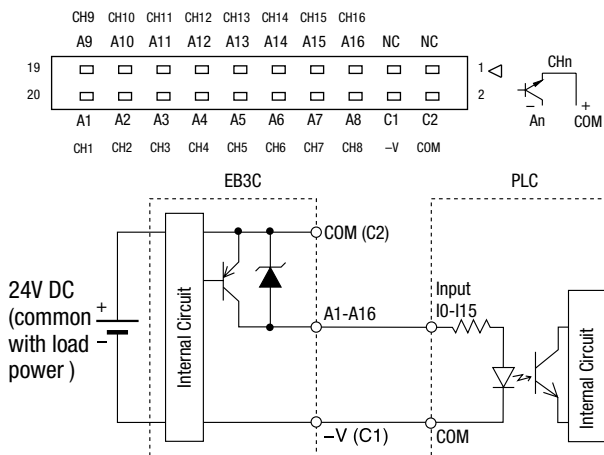 CH9 CH10 CH11 CH12 CH13 CH14 CH15 CH16
A9 A10 A11 A12 A13 A14 A15 A16 NC NC
19 1
20 2
A1 A2 A3 A4 A5 A6 A7 A8 C1 C2
CH1 CH2 CH3 CH4 CH5 CH6 CH7 CH8 –V COM
CHn
– +
An COM
EB3C
PLC
24V DC
(common
with load
power )
+
–
Internal Circuit
COM (C2)
A1-A16
–V (C1)
Input
I0-I15
COM
Internal Circuit